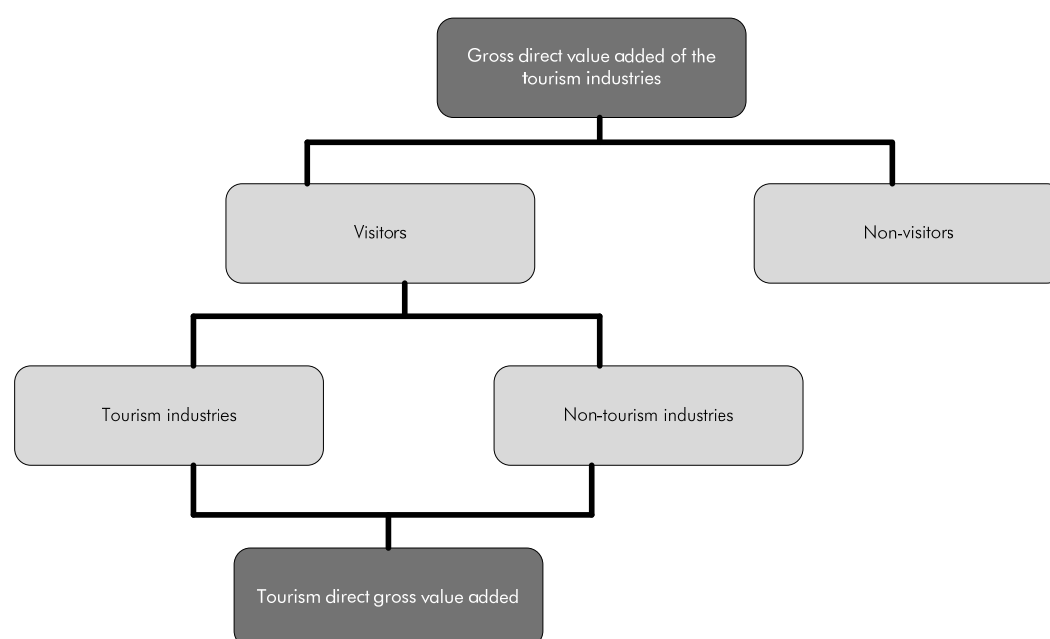 Gross direct value added of the
tourism industries
Visitors
Non-visitors
Tourism industries
Non-tourism industries
Tourism direct gross value added